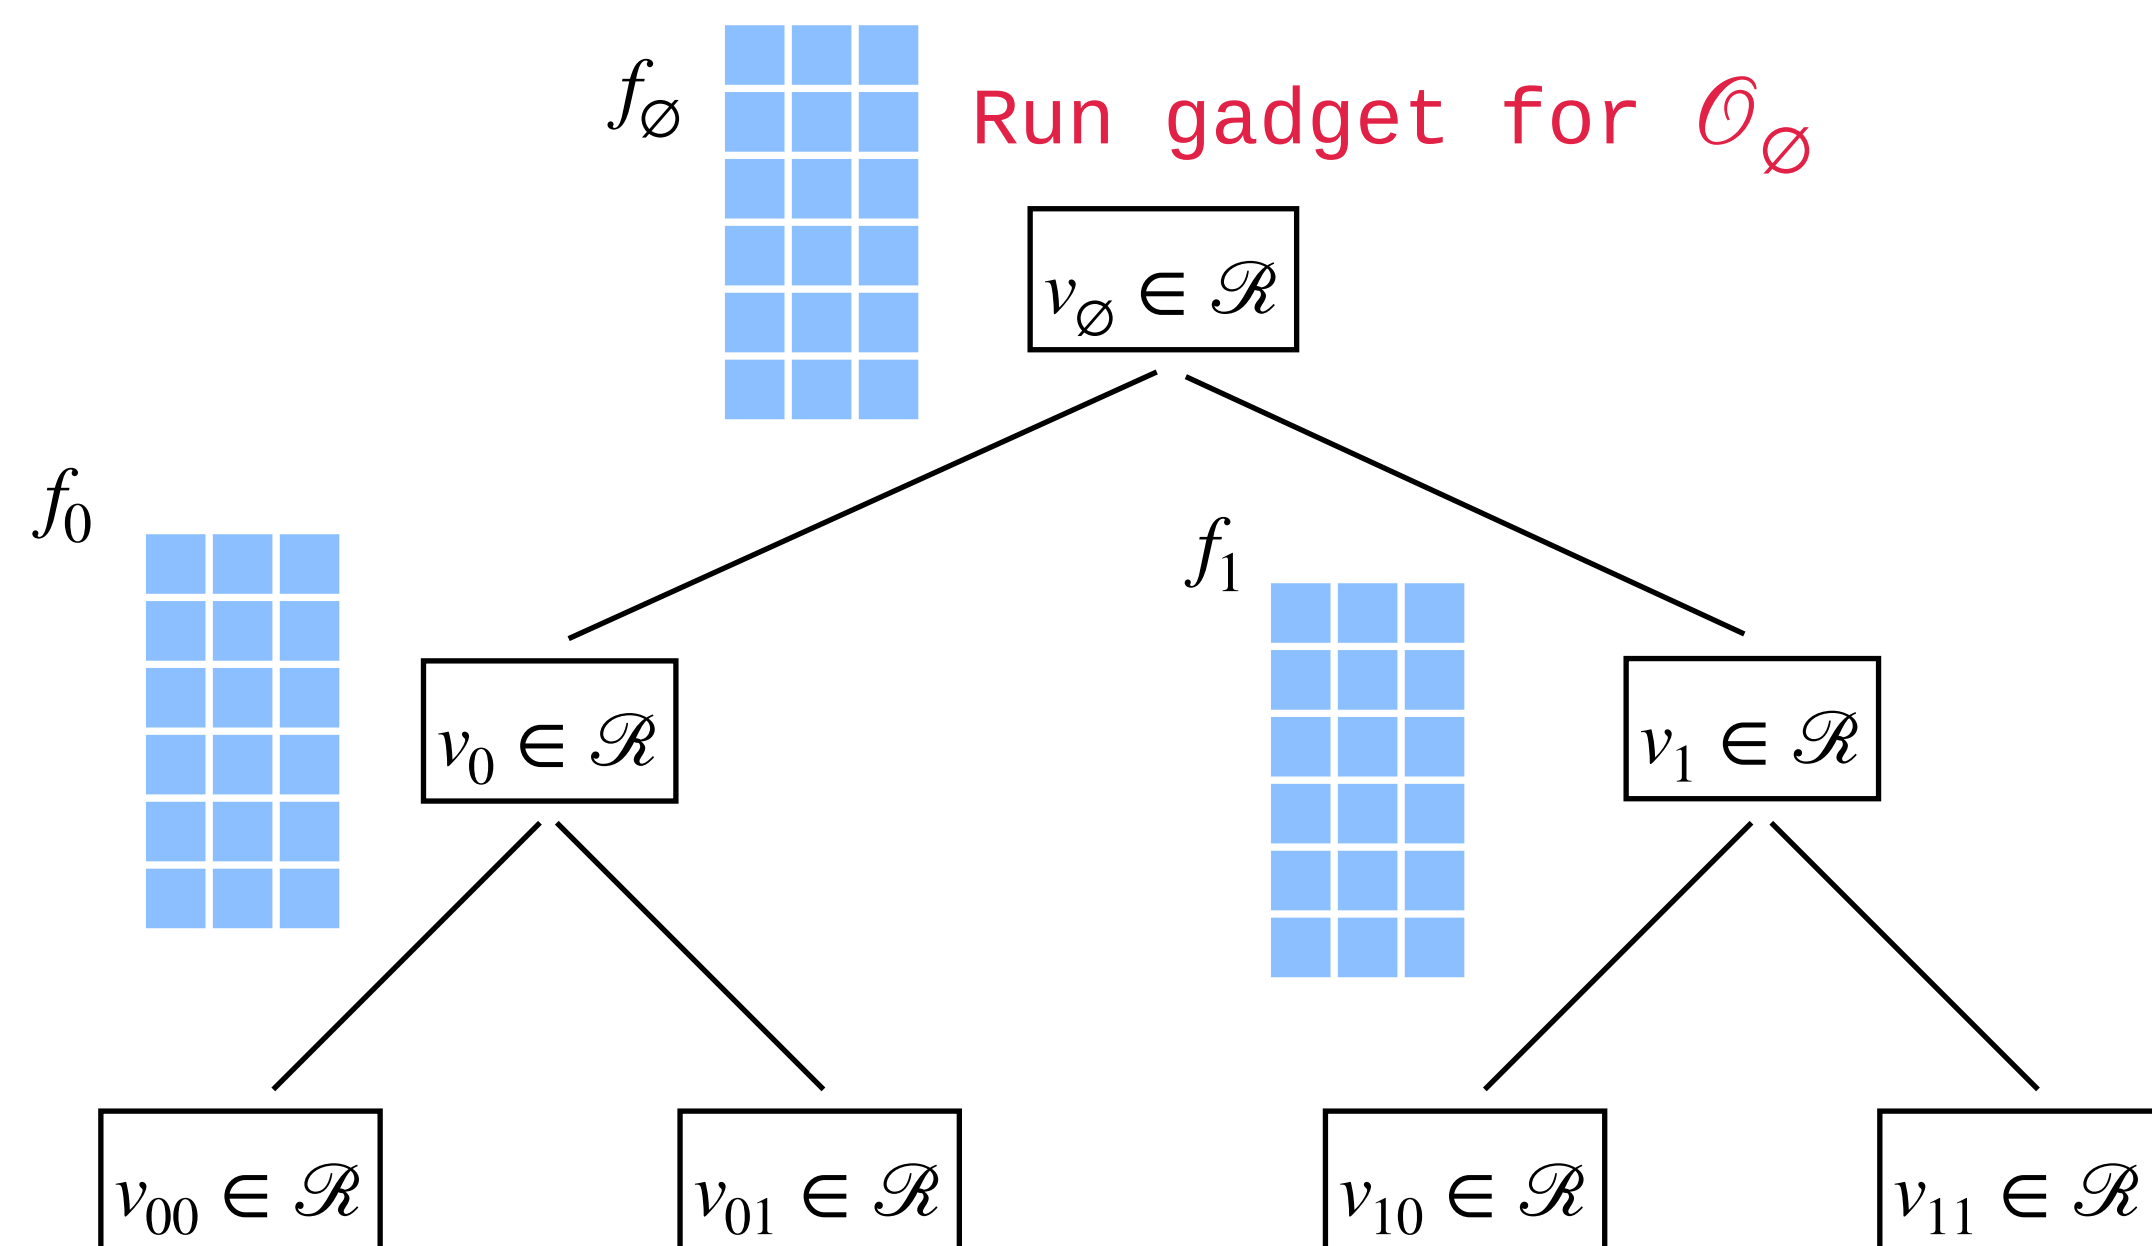 f_∅
Run gadget for 𝒪_∅
v_∅ ∈ ℛ
f_0
f_1
v_0 ∈ ℛ
v_1 ∈ ℛ
v_00 ∈ ℛ
v_01 ∈ ℛ
v_10 ∈ ℛ
v_11 ∈ ℛ